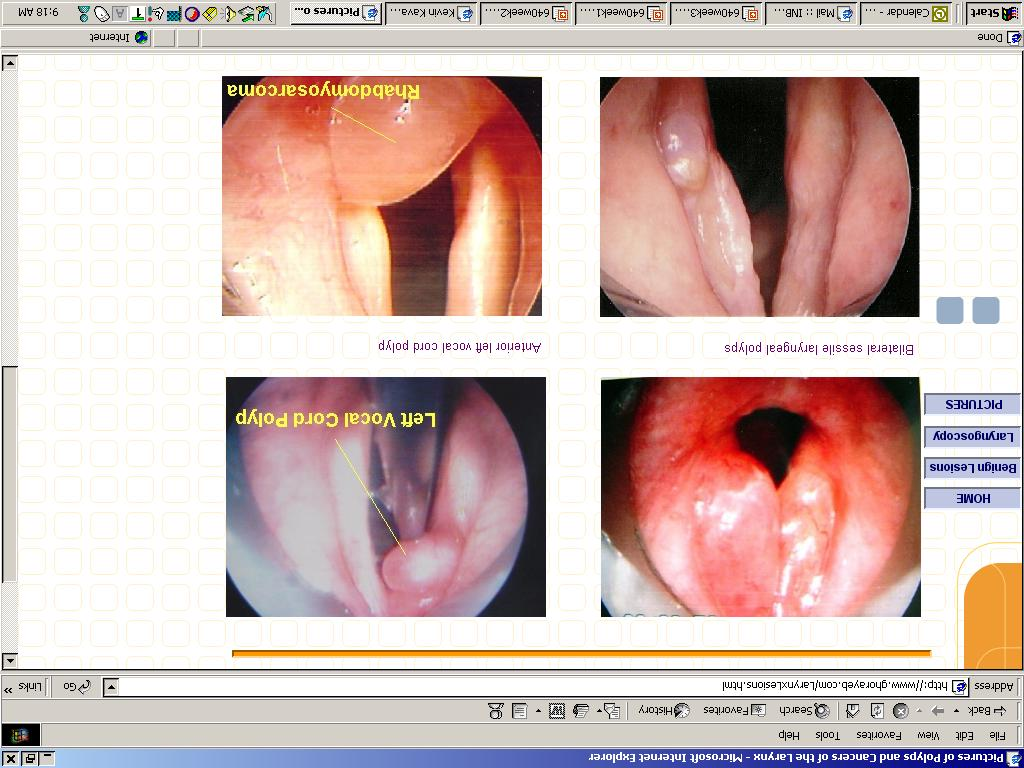 Pictures of Polyps and Cancers of the Larynx - Microsoft Internet Explorer
File Edit View Favorites Tools Help
Back Search Favorites History
Address http://www.ghorayeb.com/LarynxLesions.html Go Links »
HOME
Benign Lesions
Laryngoscopy
PICTURES
Left Vocal Cord Polyp
Bilateral sessile laryngeal polyps
Anterior left vocal cord polyp
Rhabdomyosarcoma
Done Internet
Start Calendar - ... Mail :: INB... 640week3.... 640week1.... 640week2.... Kevin Kava... Pictures o... 9:18 AM